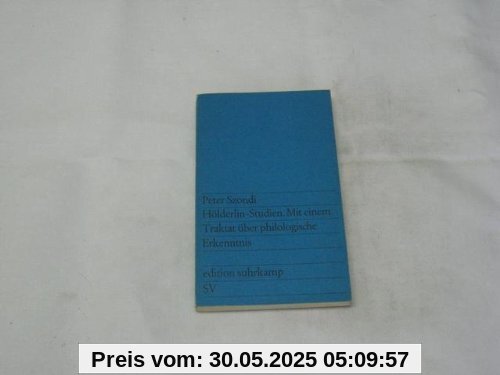 Peter Szondi
Hölderlin-Studien. Mit einem
Traktat über philologische
Erkenntnis
edition suhrkamp
SV
Preis vom: 30.05.2025 05:09:57